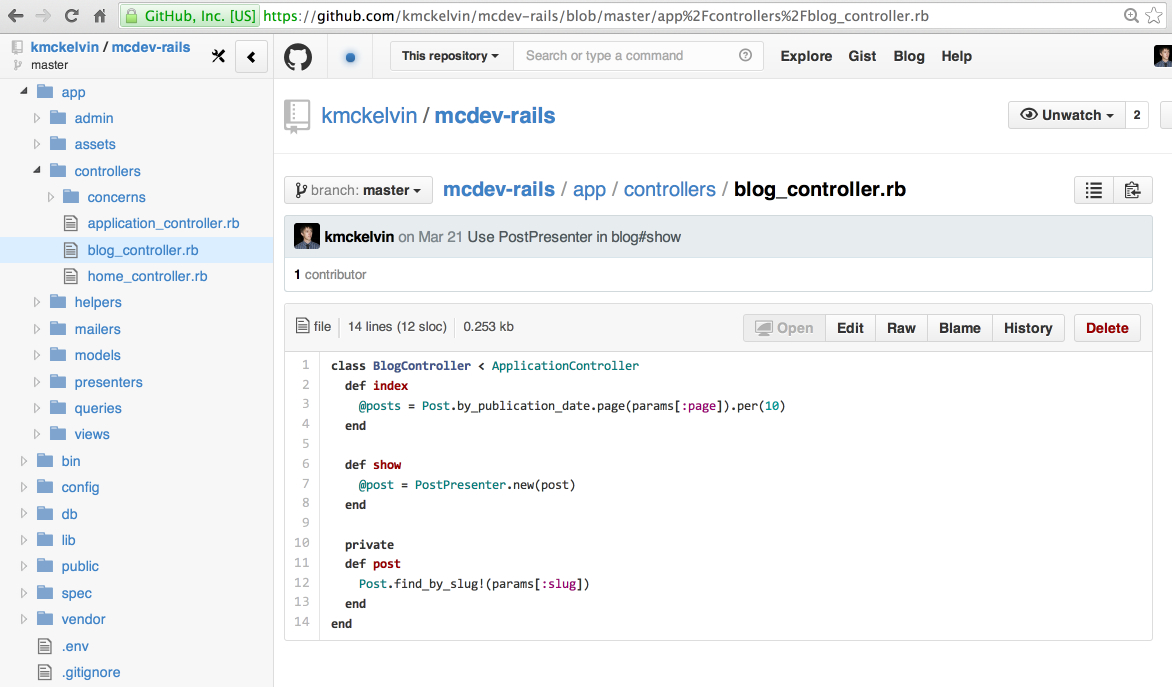 GitHub, Inc. [US] https://github.com/kmckelvin/mcdev-rails/blob/master/app%2Fcontrollers%2Fblog_controller.rb
kmckelvin / mcdev-rails
master
This repository
Search or type a command
Explore Gist Blog Help
app
admin
assets
controllers
concerns
application_controller.rb
blog_controller.rb
home_controller.rb
helpers
mailers
models
presenters
queries
views
bin
config
db
lib
public
spec
vendor
.env
.gitignore
kmckelvin / mcdev-rails
Unwatch 2
branch: master mcdev-rails / app / controllers / blog_controller.rb
kmckelvin on Mar 21 Use PostPresenter in blog#show
1 contributor
file 14 lines (12 sloc) 0.253 kb Open Edit Raw Blame History Delete
1 class BlogController < ApplicationController
2 def index
3 @posts = Post.by_publication_date.page(params[:page]).per(10)
4 end
5
6 def show
7 @post = PostPresenter.new(post)
8 end
9
10 private
11 def post
12 Post.find_by_slug!(params[:slug])
13 end
14 end